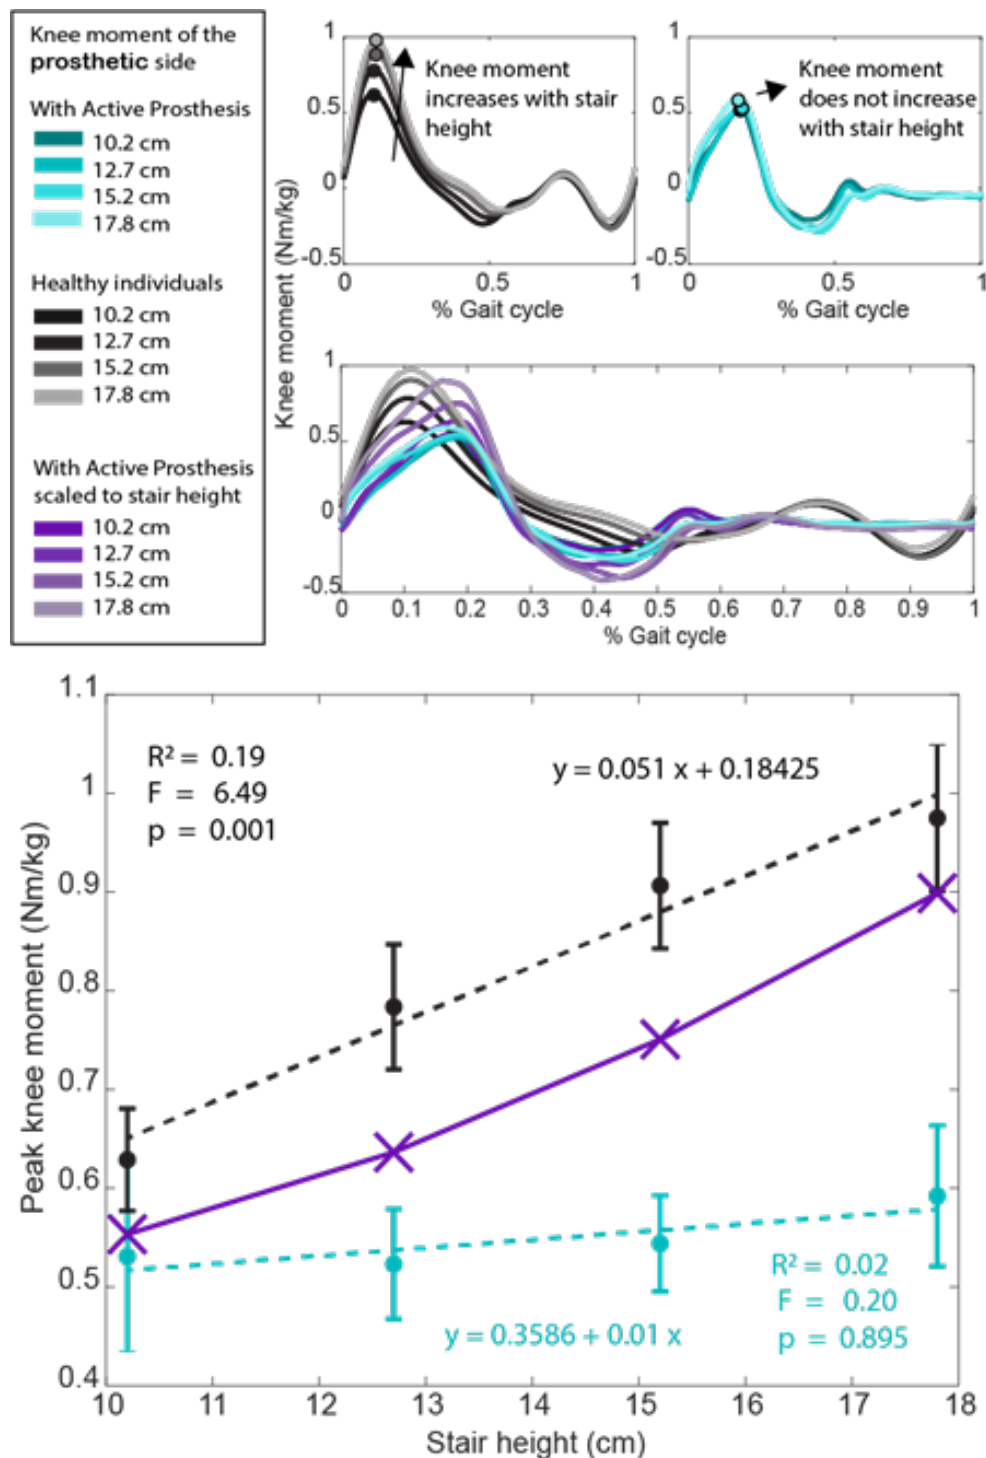 Knee moment of the
prosthetic side
With Active Prosthesis
10.2 cm
12.7 cm
15.2 cm
17.8 cm
Healthy individuals
10.2 cm
12.7 cm
15.2 cm
17.8 cm
With Active Prosthesis
scaled to stair height
10.2 cm
12.7 cm
15.2 cm
17.8 cm
Knee moment (Nm/kg)
1
0.5
0
-0.5
0
0.5
1
% Gait cycle
Knee moment
increases with stair
height
1
0.5
0
-0.5
0
0.5
1
% Gait cycle
Knee moment
does not increase
with stair height
1
0.5
0
-0.5
0
0.1
0.2
0.3
0.4
0.5
0.6
0.7
0.8
0.9
1
% Gait cycle
Peak knee moment (Nm/kg)
1.1
1
0.9
0.8
0.7
0.6
0.5
0.4
R² = 0.19
F = 6.49
p = 0.001
y = 0.051 x + 0.18425
R² = 0.02
F = 0.20
p = 0.895
y = 0.3586 + 0.01 x
10
11
12
13
14
15
16
17
18
Stair height (cm)